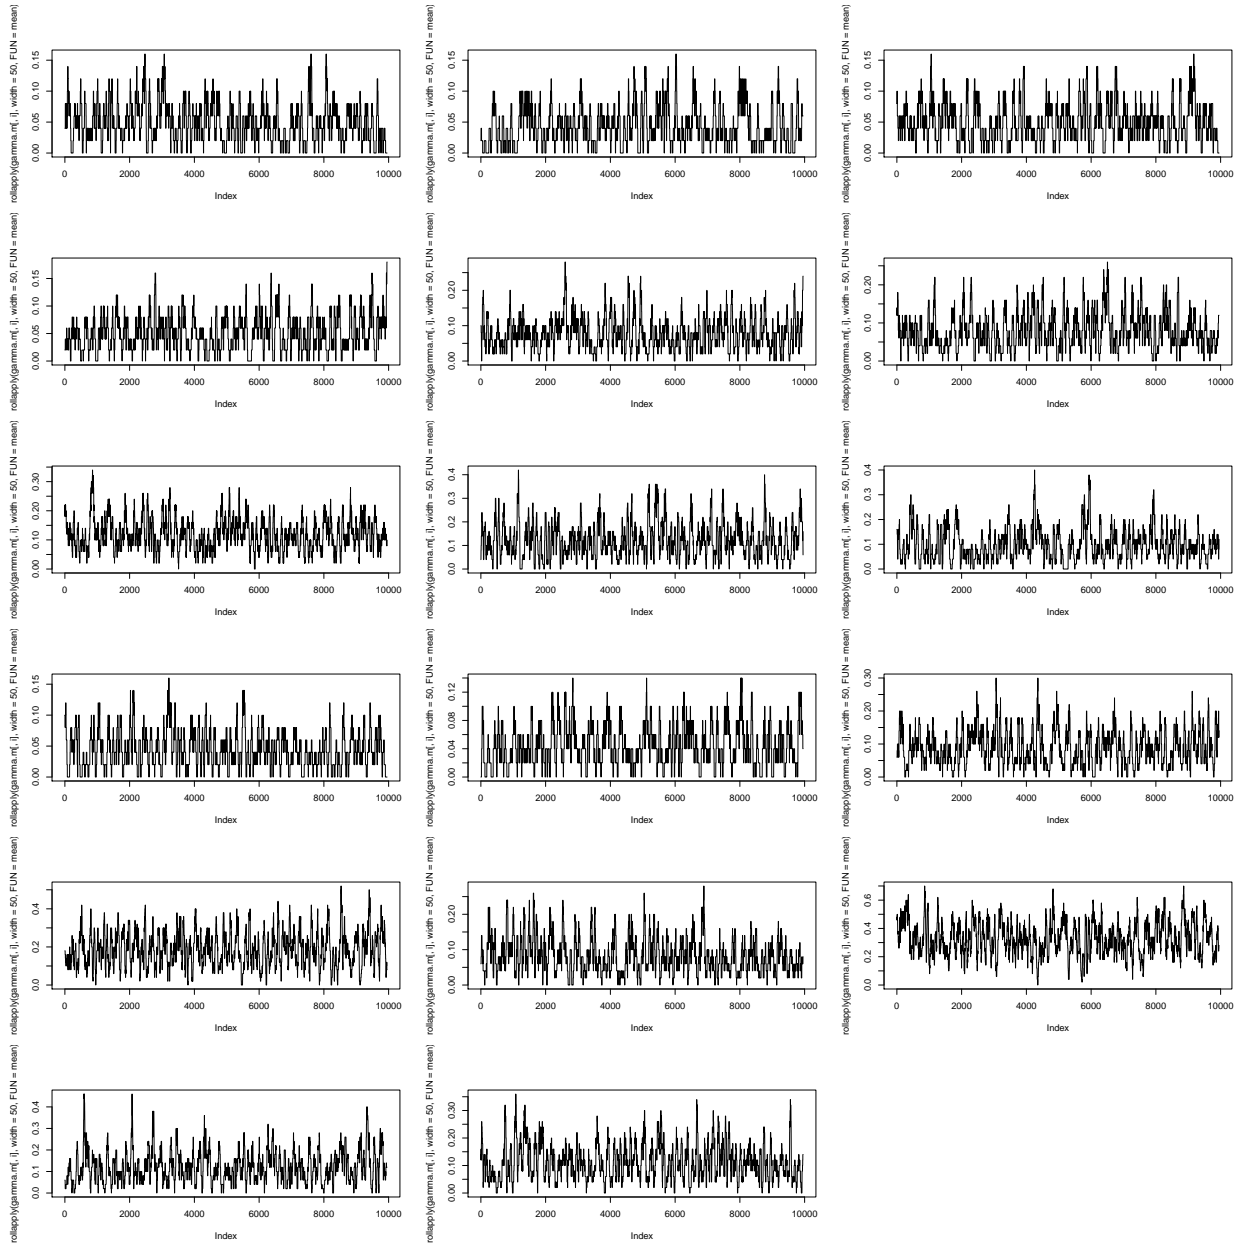 rollapply(gamma.m[, i], width = 50, FUN = mean)
0.00 0.05 0.10 0.15
0 2000 4000 6000 8000 10000
Index
rollapply(gamma.m[, i], width = 50, FUN = mean)
0.00 0.05 0.10 0.15
0 2000 4000 6000 8000 10000
Index
rollapply(gamma.m[, i], width = 50, FUN = mean)
0.00 0.05 0.10 0.15
0 2000 4000 6000 8000 10000
Index
rollapply(gamma.m[, i], width = 50, FUN = mean)
0.00 0.05 0.10 0.15
0 2000 4000 6000 8000 10000
Index
rollapply(gamma.m[, i], width = 50, FUN = mean)
0.00 0.10 0.20
0 2000 4000 6000 8000 10000
Index
rollapply(gamma.m[, i], width = 50, FUN = mean)
0.00 0.10 0.20
0 2000 4000 6000 8000 10000
Index
rollapply(gamma.m[, i], width = 50, FUN = mean)
0.00 0.10 0.20 0.30
0 2000 4000 6000 8000 10000
Index
rollapply(gamma.m[, i], width = 50, FUN = mean)
0.0 0.1 0.2 0.3 0.4
0 2000 4000 6000 8000 10000
Index
rollapply(gamma.m[, i], width = 50, FUN = mean)
0.0 0.1 0.2 0.3 0.4
0 2000 4000 6000 8000 10000
Index
rollapply(gamma.m[, i], width = 50, FUN = mean)
0.00 0.05 0.10 0.15
0 2000 4000 6000 8000 10000
Index
rollapply(gamma.m[, i], width = 50, FUN = mean)
0.00 0.04 0.08 0.12
0 2000 4000 6000 8000 10000
Index
rollapply(gamma.m[, i], width = 50, FUN = mean)
0.00 0.10 0.20 0.30
0 2000 4000 6000 8000 10000
Index
rollapply(gamma.m[, i], width = 50, FUN = mean)
0.0 0.2 0.4
0 2000 4000 6000 8000 10000
Index
rollapply(gamma.m[, i], width = 50, FUN = mean)
0.00 0.10 0.20
0 2000 4000 6000 8000 10000
Index
rollapply(gamma.m[, i], width = 50, FUN = mean)
0.0 0.2 0.4 0.6
0 2000 4000 6000 8000 10000
Index
rollapply(gamma.m[, i], width = 50, FUN = mean)
0.0 0.1 0.2 0.3 0.4
0 2000 4000 6000 8000 10000
Index
rollapply(gamma.m[, i], width = 50, FUN = mean)
0.00 0.10 0.20 0.30
0 2000 4000 6000 8000 10000
Index